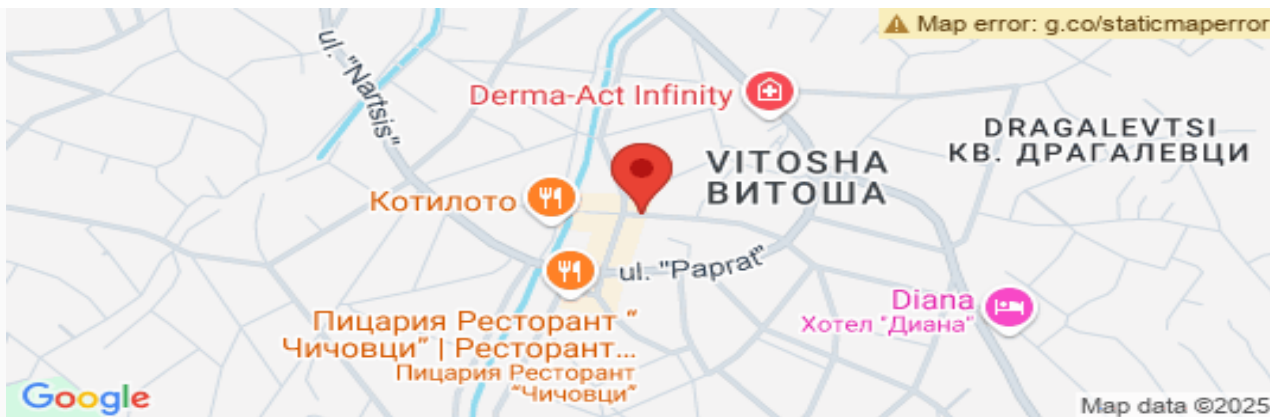 Map error: g.co/staticmaperror
ul. "Nartsis"
Derma-Act Infinity
DRAGALEVTSI
КВ. ДРАГАЛЕВЦИ
VITOSHA
ВИТОША
Котилото
ul. "Paprat"
Diana
Хотел "Диана"
Пицария Ресторант "
Чичовци" | Ресторант...
Пицария Ресторант
"Чичовци"
Google
Map data ©2025